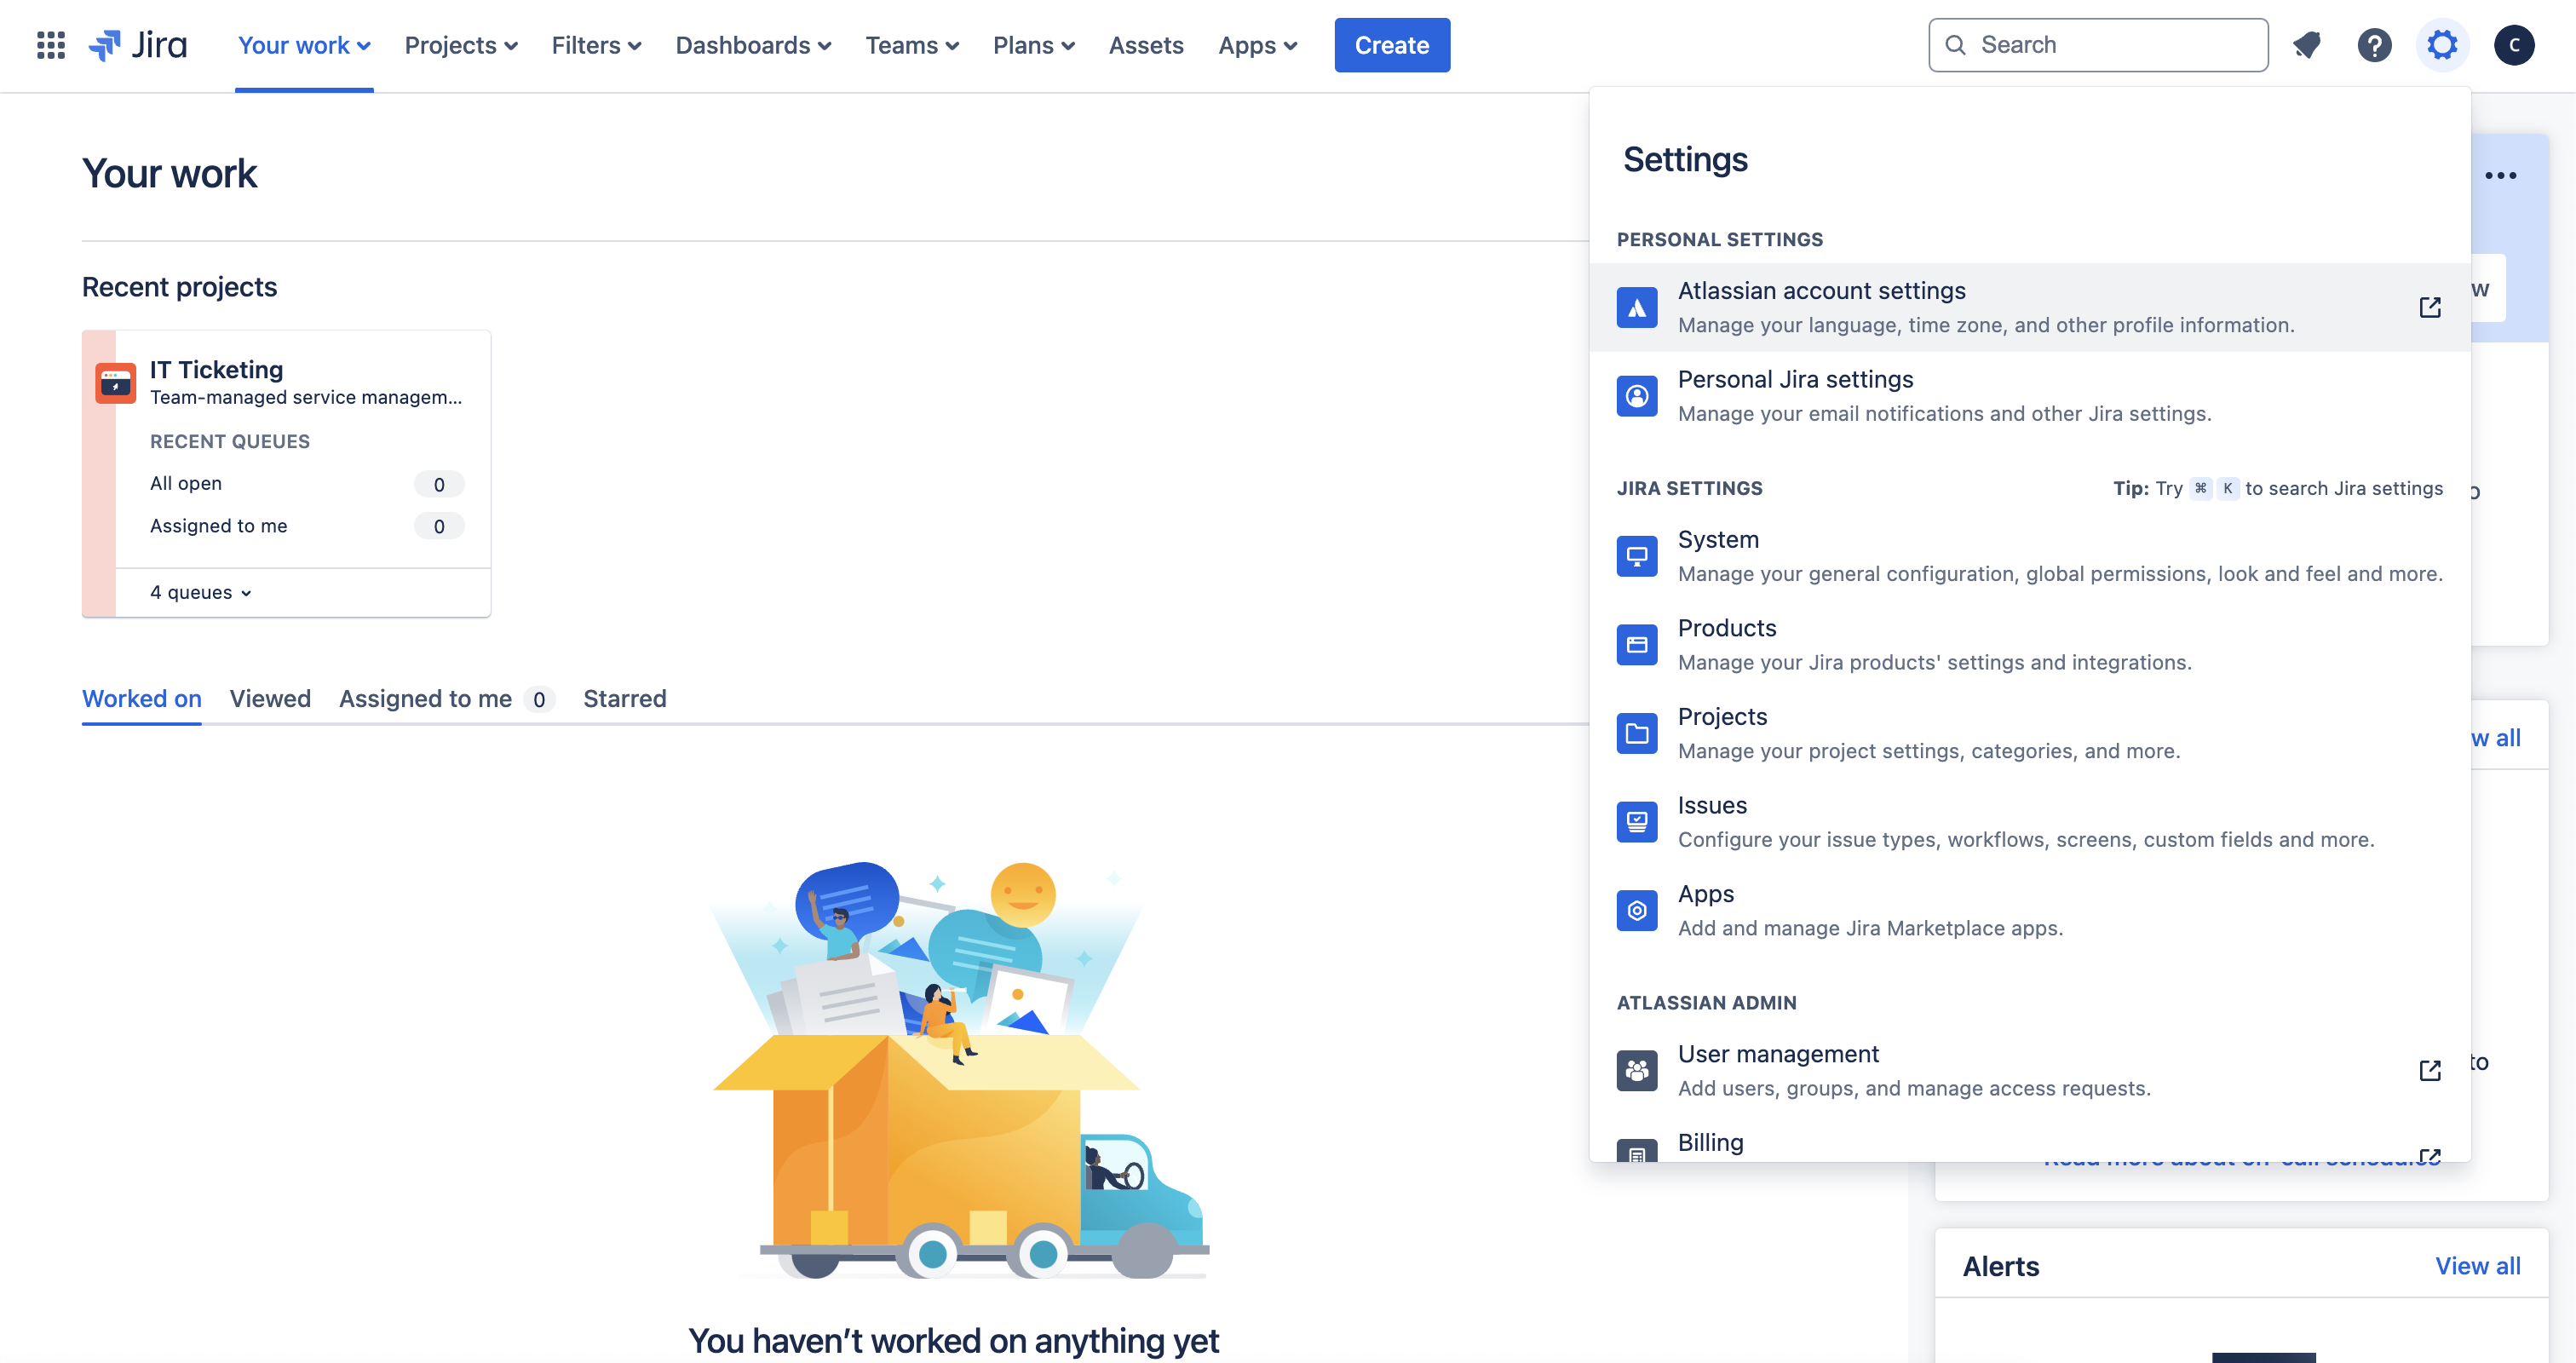 Jira
Your work
Projects
Filters
Dashboards
Teams
Plans
Assets
Apps
Create
Search
C
Your work
Recent projects
IT Ticketing
Team-managed service managem...
RECENT QUEUES
All open 0
Assigned to me 0
4 queues
Worked on
Viewed
Assigned to me 0
Starred
You haven’t worked on anything yet
Settings
PERSONAL SETTINGS
Atlassian account settings
Manage your language, time zone, and other profile information.
Personal Jira settings
Manage your email notifications and other Jira settings.
JIRA SETTINGS
Tip: Try ⌘ K to search Jira settings
System
Manage your general configuration, global permissions, look and feel and more.
Products
Manage your Jira products' settings and integrations.
Projects
Manage your project settings, categories, and more.
Issues
Configure your issue types, workflows, screens, custom fields and more.
Apps
Add and manage Jira Marketplace apps.
ATLASSIAN ADMIN
User management
Add users, groups, and manage access requests.
Billing
w
w all
to
Alerts
View all